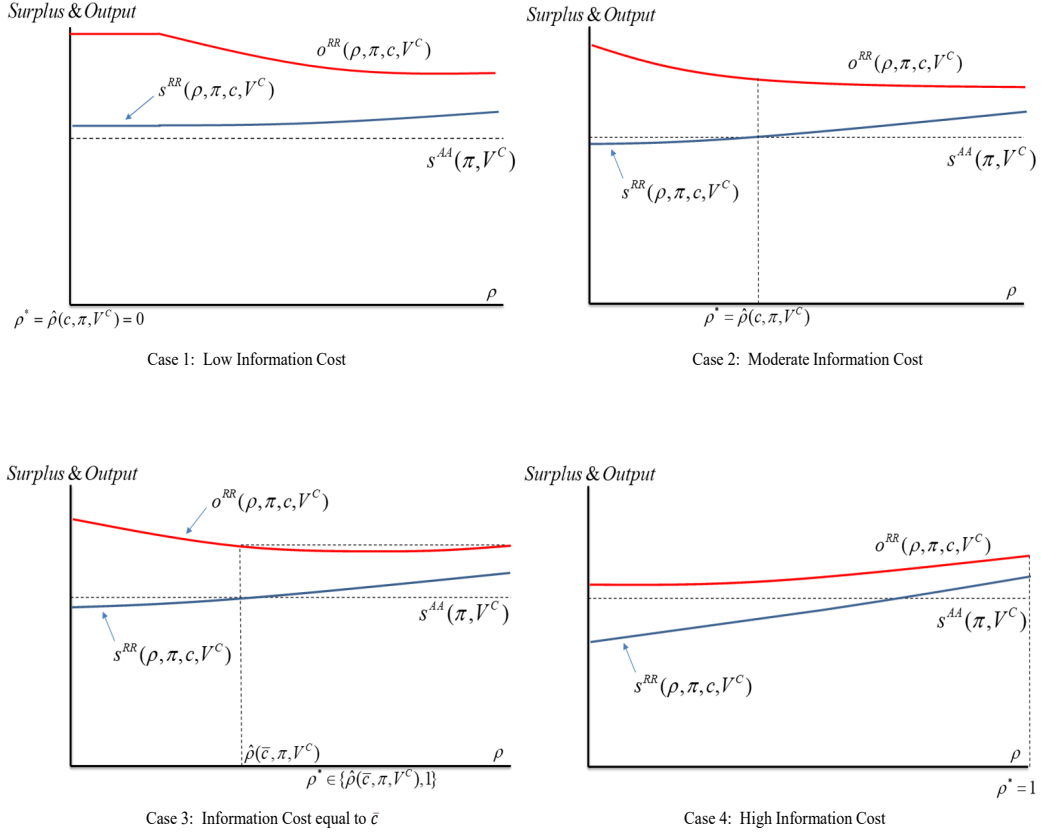 Surplus & Output
o^{RR}(ρ,π,c,V^C)
s^{RR}(ρ,π,c,V^C)
s^{AA}(π,V^C)
ρ
ρ^* = ρ̂(c,π,V^C) = 0
Case 1: Low Information Cost
Surplus & Output
o^{RR}(ρ,π,c,V^C)
s^{AA}(π,V^C)
s^{RR}(ρ,π,c,V^C)
ρ
ρ^* = ρ̂(c,π,V^C)
Case 2: Moderate Information Cost
Surplus & Output
o^{RR}(ρ,π,c,V^C)
s^{AA}(π,V^C)
s^{RR}(ρ,π,c,V^C)
ρ̂(c̄,π,V^C)
ρ
ρ^* ∈ {ρ̂(c̄,π,V^C),1}
Case 3: Information Cost equal to c̄
Surplus & Output
o^{RR}(ρ,π,c,V^C)
s^{AA}(π,V^C)
s^{RR}(ρ,π,c,V^C)
ρ
ρ^* = 1
Case 4: High Information Cost